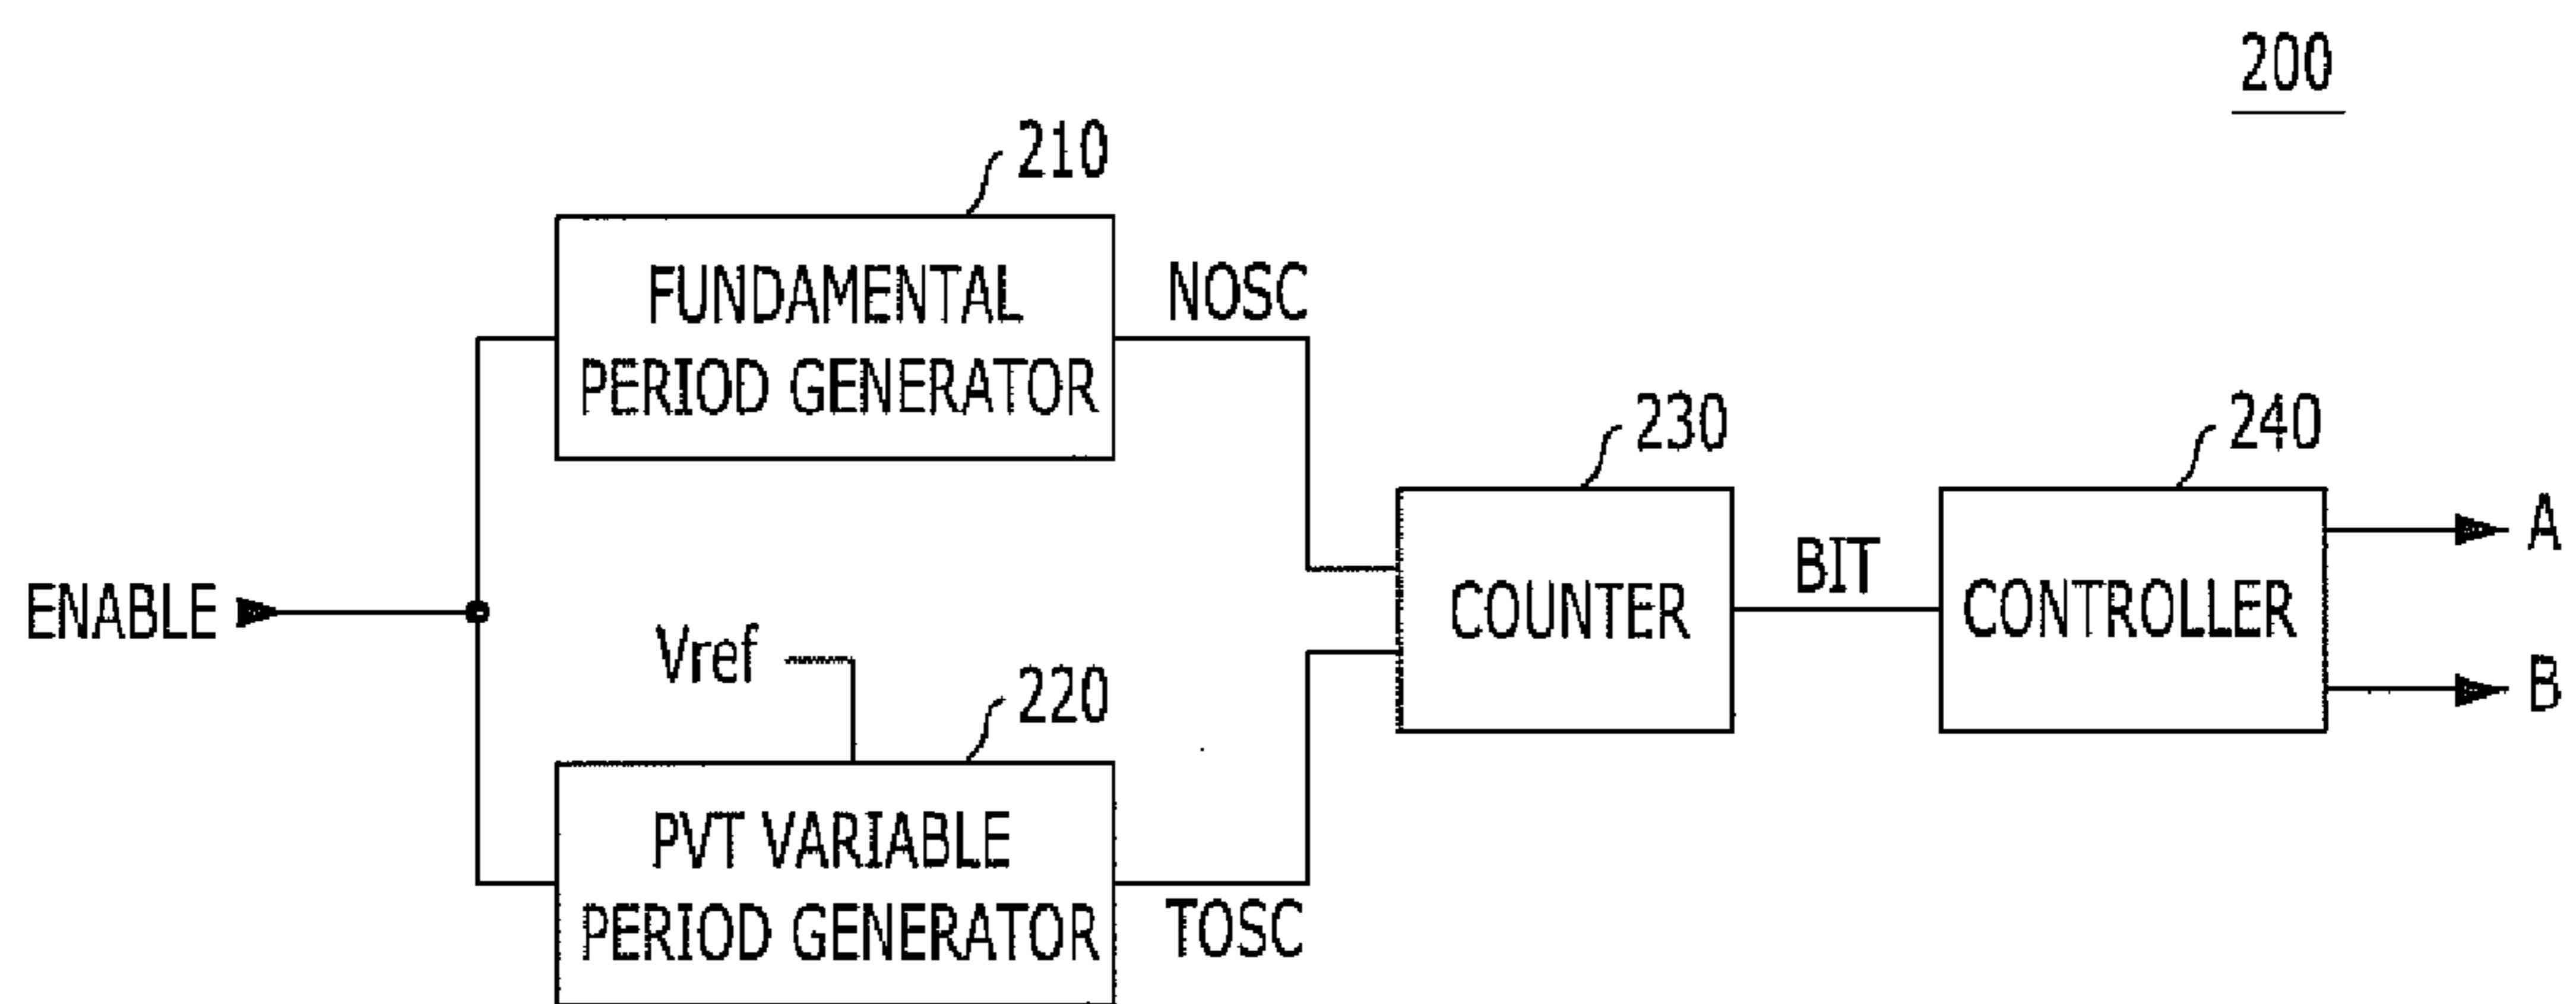 200
210
FUNDAMENTAL
PERIOD GENERATOR
NOSC
230
240
ENABLE
Vref
220
PVT VARIABLE
PERIOD GENERATOR
TOSC
COUNTER
BIT
CONTROLLER
A
B